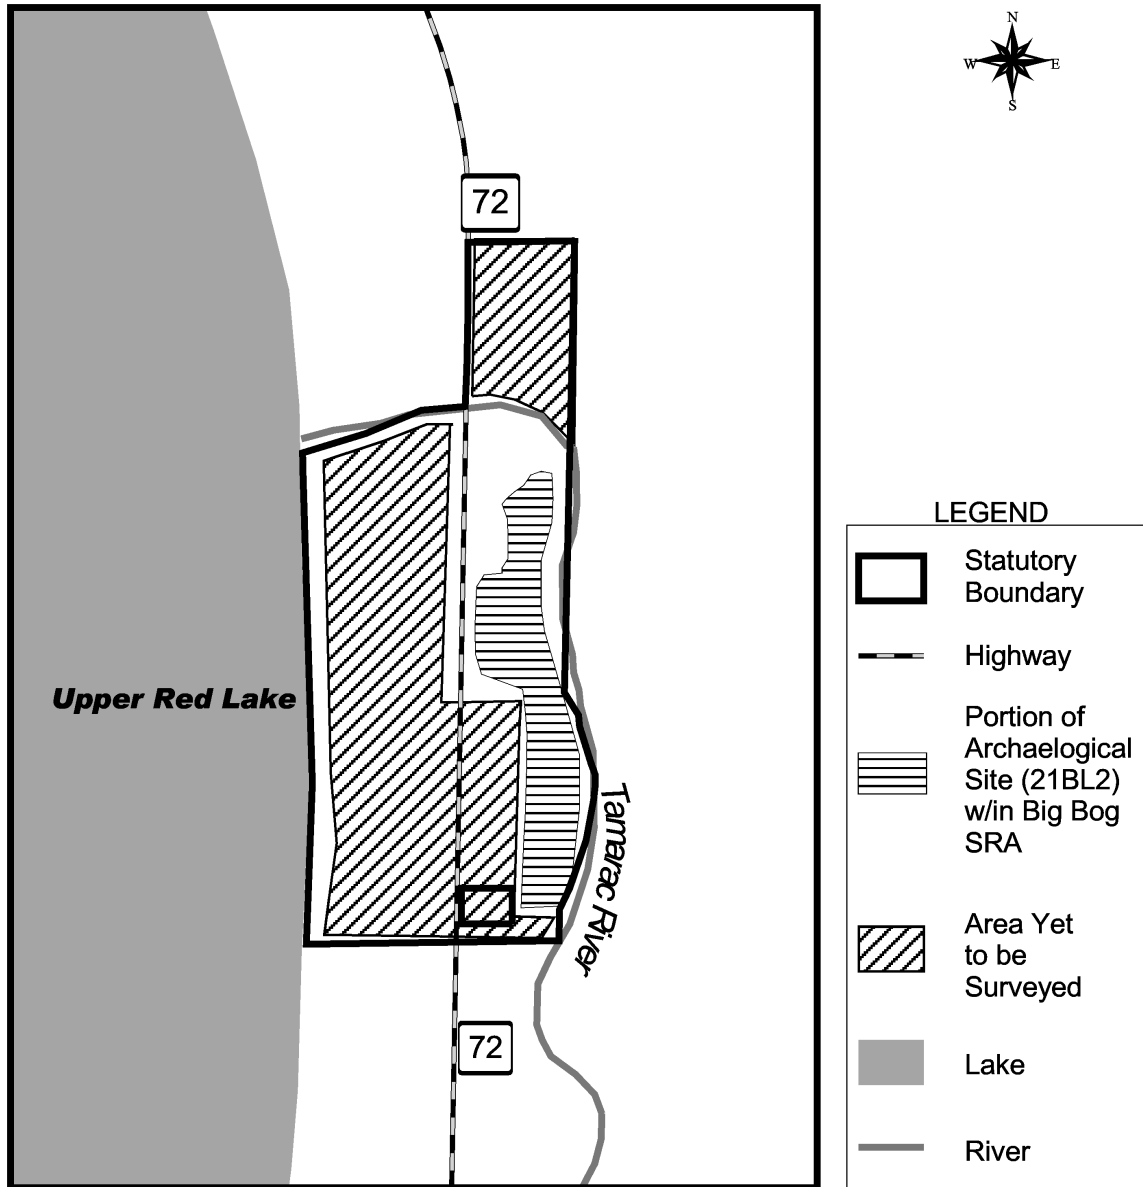 N
W E
S
72
Upper Red Lake
Tamarac River
72
LEGEND
Statutory
Boundary
Highway
Portion of
Archaelogical
Site (21BL2)
w/in Big Bog
SRA
Area Yet
to be
Surveyed
Lake
River